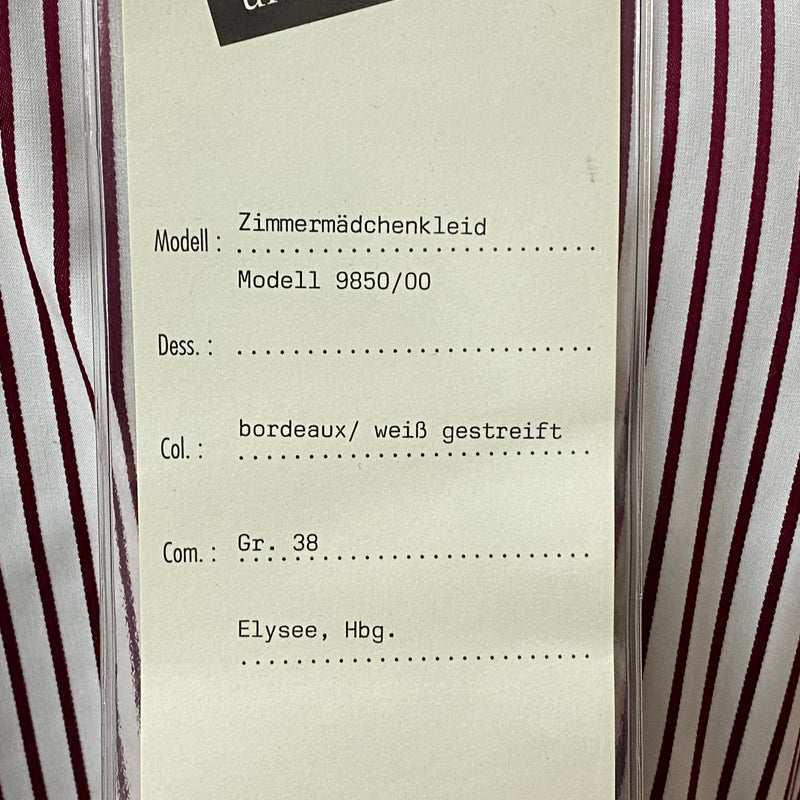 Modell : Zimmermädchenkleid
Modell 9850/00
Dess. :
Col. : bordeaux/ weiß gestreift
Com. : Gr. 38
Elysee, Hbg.